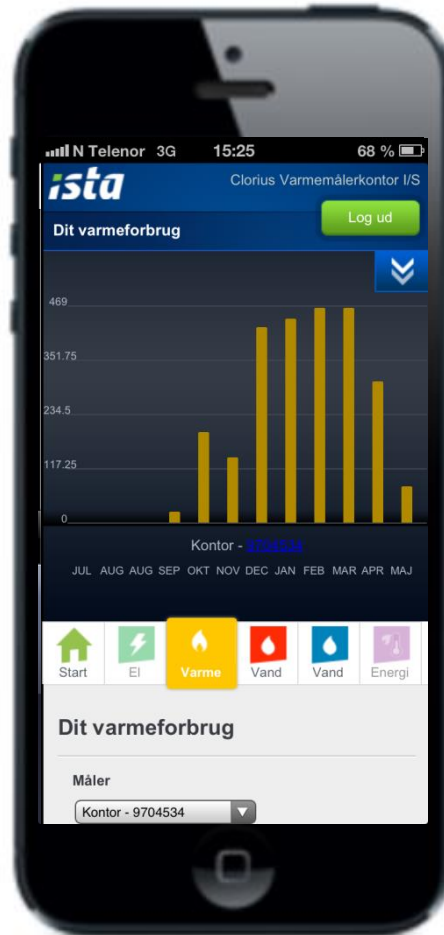 N Telenor 3G 15:25 68 %
ista
Clorius Varmemålerkontor I/S
Dit varmeforbrug
Log ud
469
351.75
234.5
117.25
0
Kontor - 9704534
JUL AUG AUG SEP OKT NOV DEC JAN FEB MAR APR MAJ
Start El Varme Vand Vand Energi
Dit varmeforbrug
Måler
Kontor - 9704534